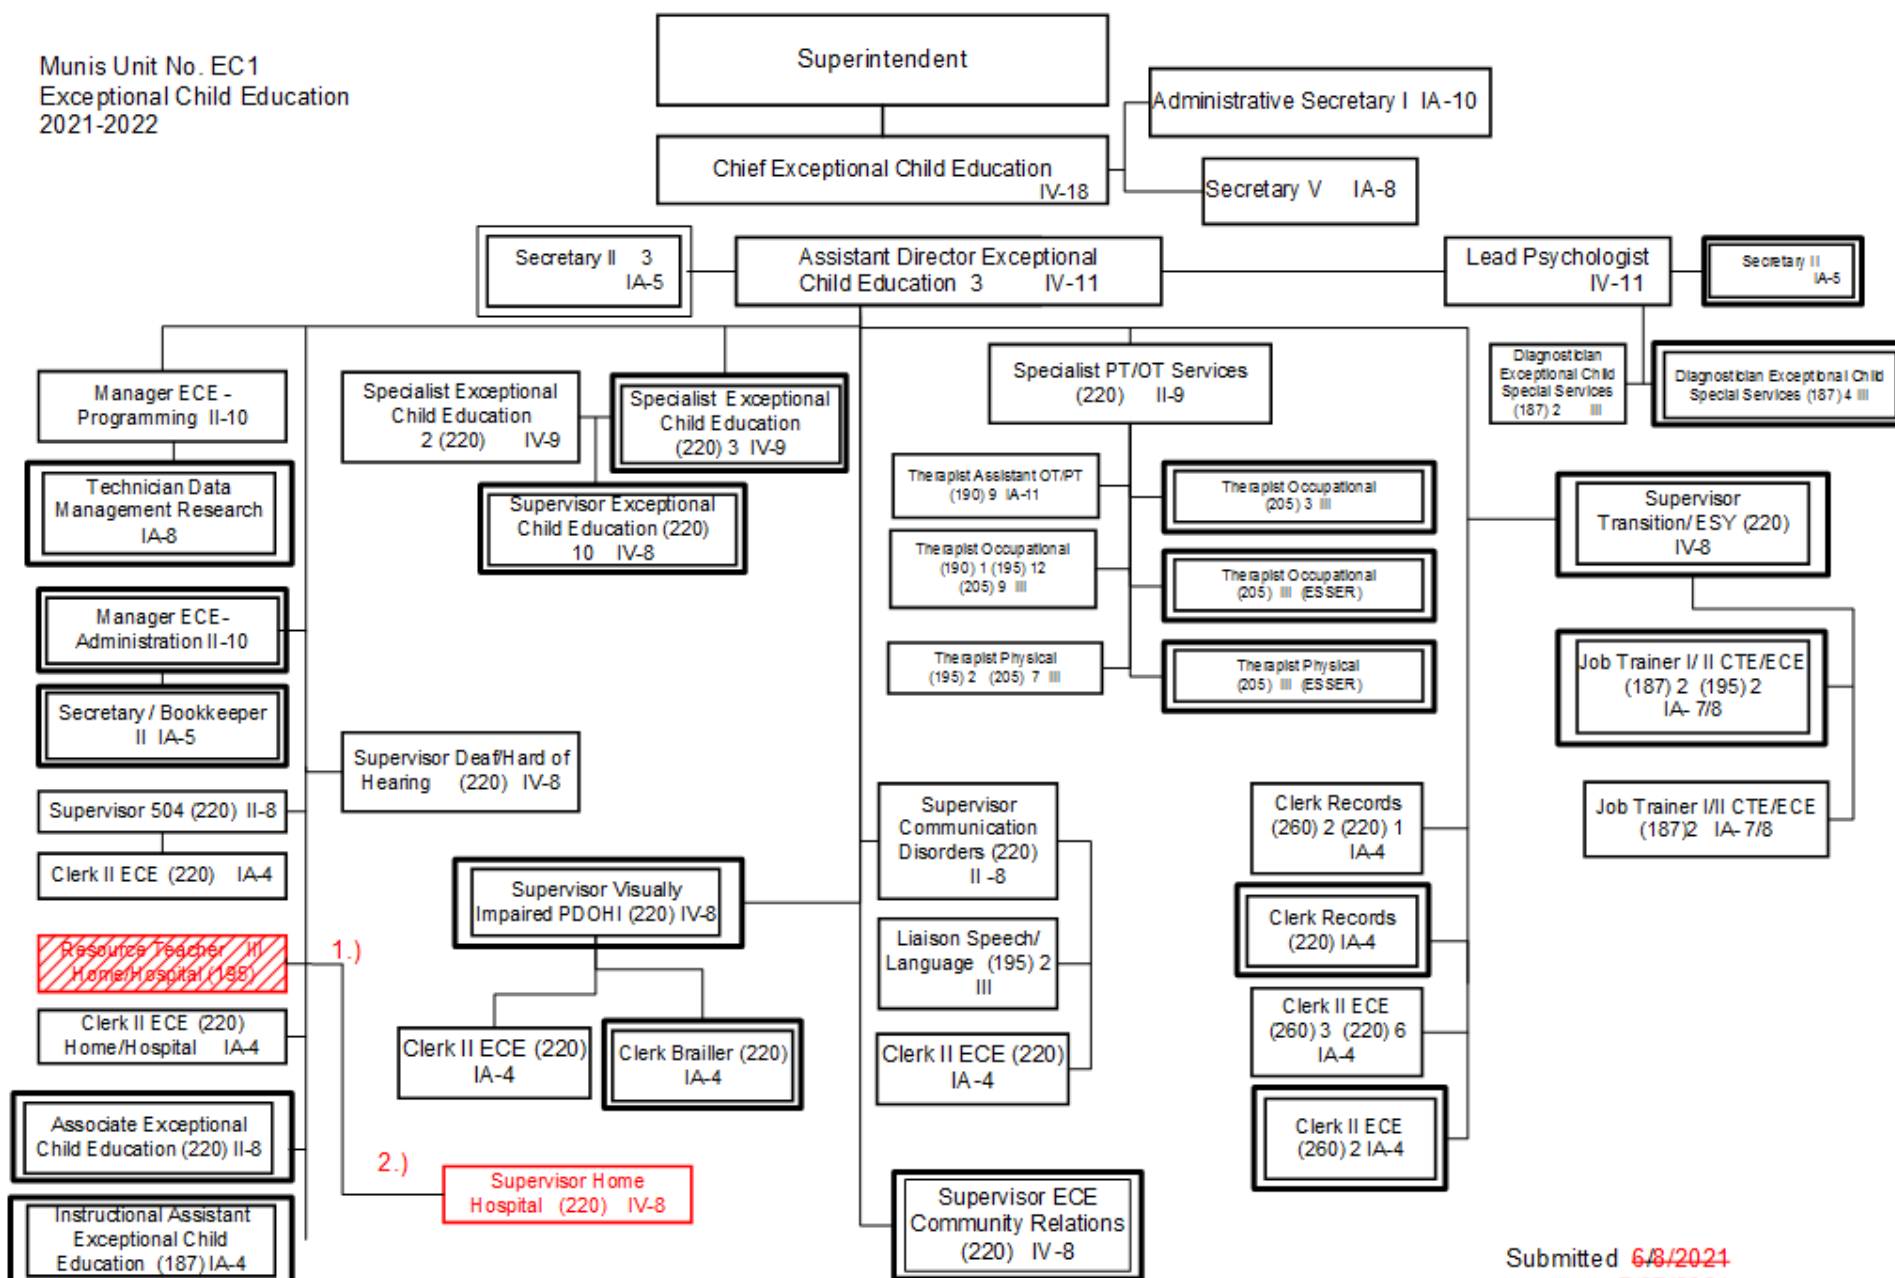 Munis Unit No. EC1
Exceptional Child Education
2021-2022
Superintendent
Administrative Secretary I IA-10
Chief Exceptional Child Education
IV-18
Secretary V IA-8
Secretary II 3
IA-5
Assistant Director Exceptional
Child Education 3 IV-11
Lead Psychologist
IV-11
Secretary II
IA-5
Manager ECE -
Programming II-10
Specialist Exceptional
Child Education
2 (220) IV-9
Specialist Exceptional
Child Education
(220) 3 IV-9
Specialist PT/OT Services
(220) II-9
Diagnostician
Exceptional Child
Special Services
(187) 2 III
Diagnostician Exceptional Child
Special Services (187) 4 III
Technician Data
Management Research
IA-8
Supervisor Exceptional
Child Education (220)
10 IV-8
Therapist Assistant OT/PT
(190) 9 IA-11
Therapist Occupational
(205) 3 III
Supervisor
Transition/ ESY (220)
IV-8
Therapist Occupational
(190) 1 (195) 12
(205) 9 III
Therapist Occupational
(205) III (ESSER)
Manager ECE-
Administration II-10
Therapist Physical
(195) 2 (205) 7 III
Therapist Physical
(205) III (ESSER)
Job Trainer I/ II CTE/ECE
(187) 2 (195) 2
IA- 7/8
Secretary / Bookkeeper
II IA-5
Supervisor Deaf/Hard of
Hearing (220) IV-8
Supervisor 504 (220) II-8
Supervisor
Communication
Disorders (220)
II -8
Clerk Records
(260) 2 (220) 1
IA-4
Job Trainer I/II CTE/ECE
(187)2 IA- 7/8
Clerk II ECE (220) IA-4
Supervisor Visually
Impaired PDOHI (220) IV-8
Clerk Records
(220) IA-4
Resource Teacher III
Home/Hospital (195)
1.)
Liaison Speech/
Language (195) 2
III
Clerk II ECE (220)
Home/Hospital IA-4
Clerk II ECE
(260) 3 (220) 6
IA-4
Clerk II ECE (220)
IA-4
Clerk Brailler (220)
IA-4
Clerk II ECE (220)
IA-4
Associate Exceptional
Child Education (220) II-8
Clerk II ECE
(260) 2 IA-4
2.)
Supervisor Home
Hospital (220) IV-8
Supervisor ECE
Community Relations
(220) IV-8
Instructional Assistant
Exceptional Child
Education (187) IA-4
Submitted 6/8/2021